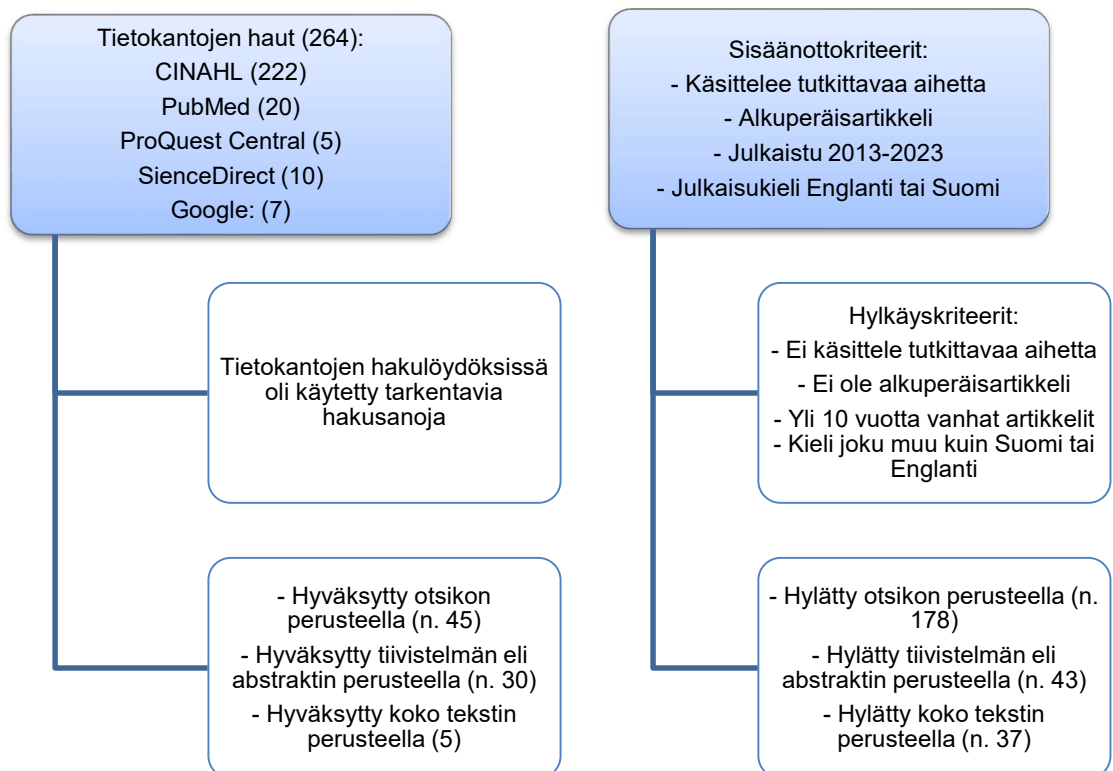 Tietokantojen haut (264):
CINAHL (222)
PubMed (20)
ProQuest Central (5)
SienceDirect (10)
Google: (7)
Tietokantojen hakulöydöksissä
oli käytetty tarkentavia
hakusanoja
- Hyväksytty otsikon
perusteella (n. 45)
- Hyväksytty tiivistelmän eli
abstraktin perusteella (n. 30)
- Hyväksytty koko tekstin
perusteella (5)
Sisäänottokriteerit:
- Käsittelee tutkittavaa aihetta
- Alkuperäisartikkeli
- Julkaistu 2013-2023
- Julkaisukieli Englanti tai Suomi
Hylkäyskriteerit:
- Ei käsittele tutkittavaa aihetta
- Ei ole alkuperäisartikkeli
- Yli 10 vuotta vanhat artikkelit
- Kieli joku muu kuin Suomi tai
Englanti
- Hylätty otsikon perusteella (n.
178)
- Hylätty tiivistelmän eli
abstraktin perusteella (n. 43)
- Hylätty koko tekstin
perusteella (n. 37)